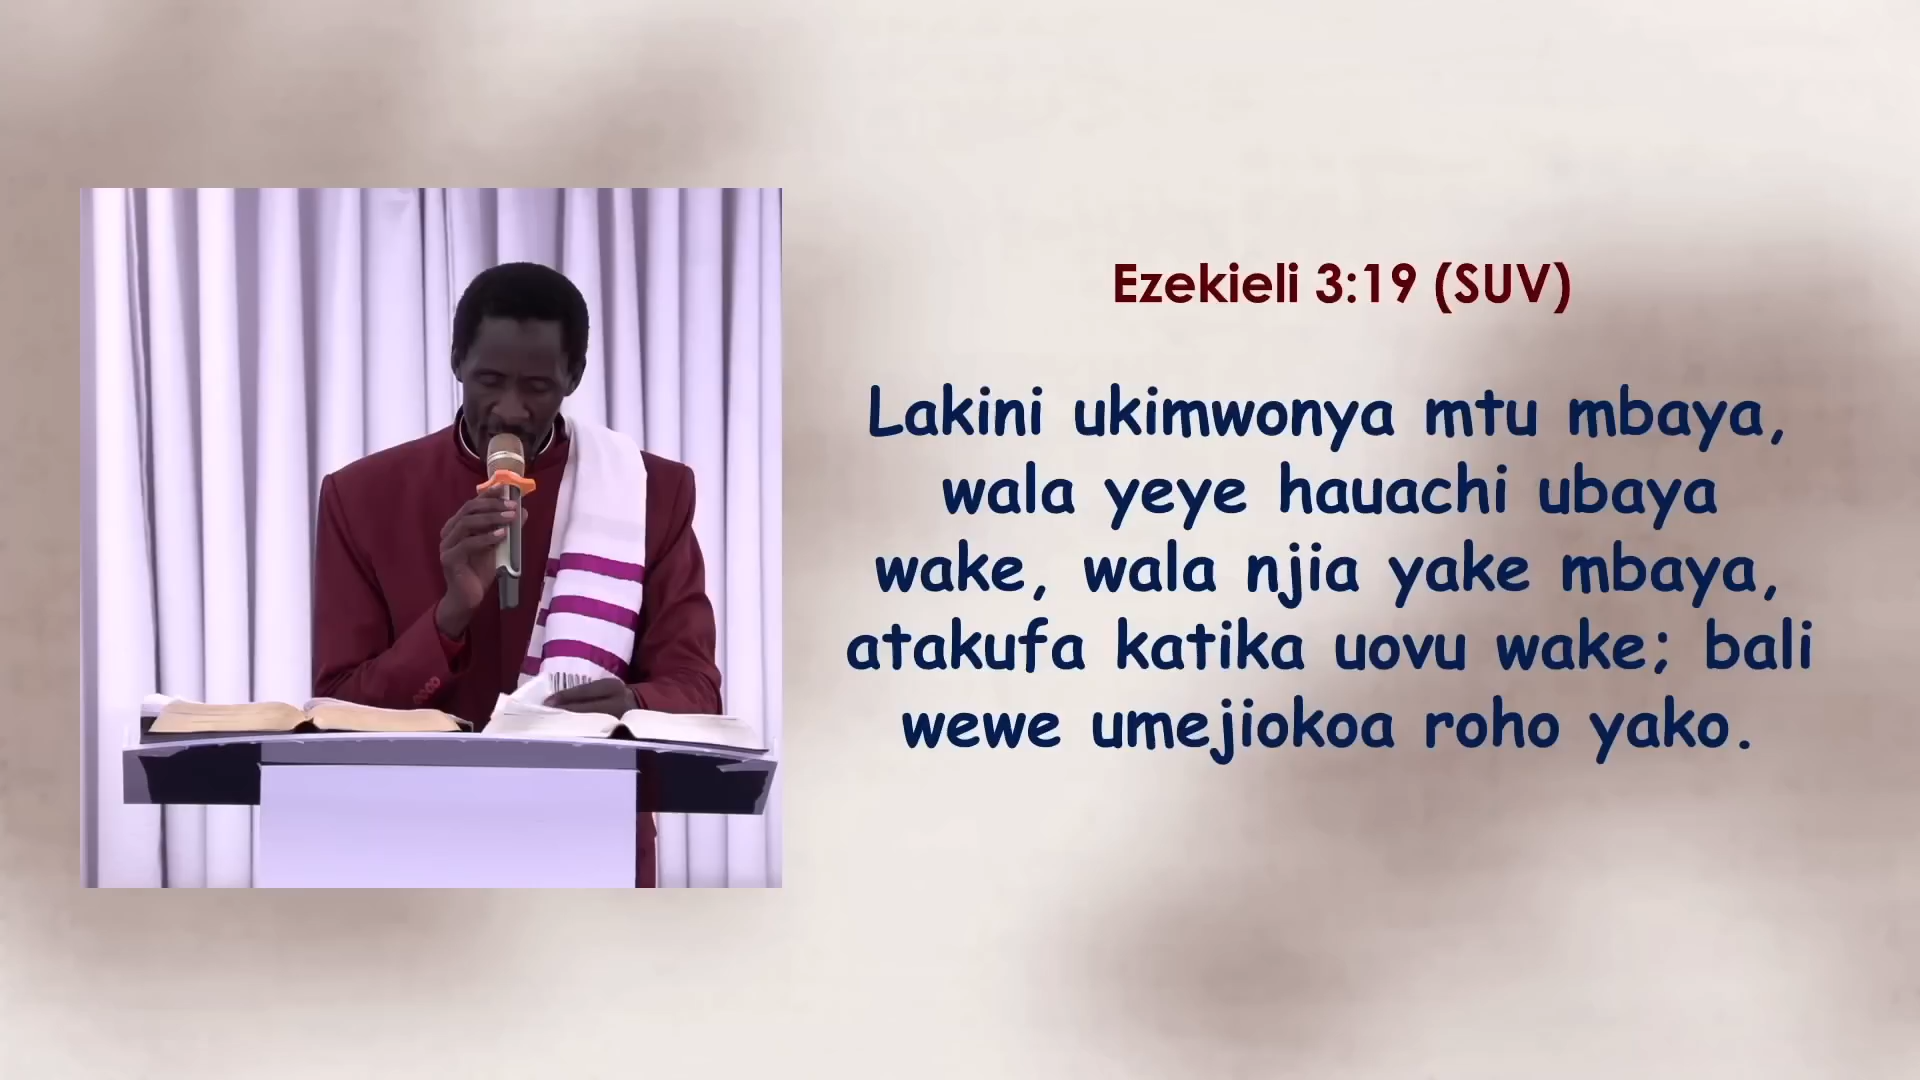 Ezekieli 3:19 (SUV)
Lakini ukimwonya mtu mbaya,
wala yeye hauachi ubaya
wake, wala njia yake mbaya,
atakufa katika uovu wake; bali
wewe umejiokoa roho yako.